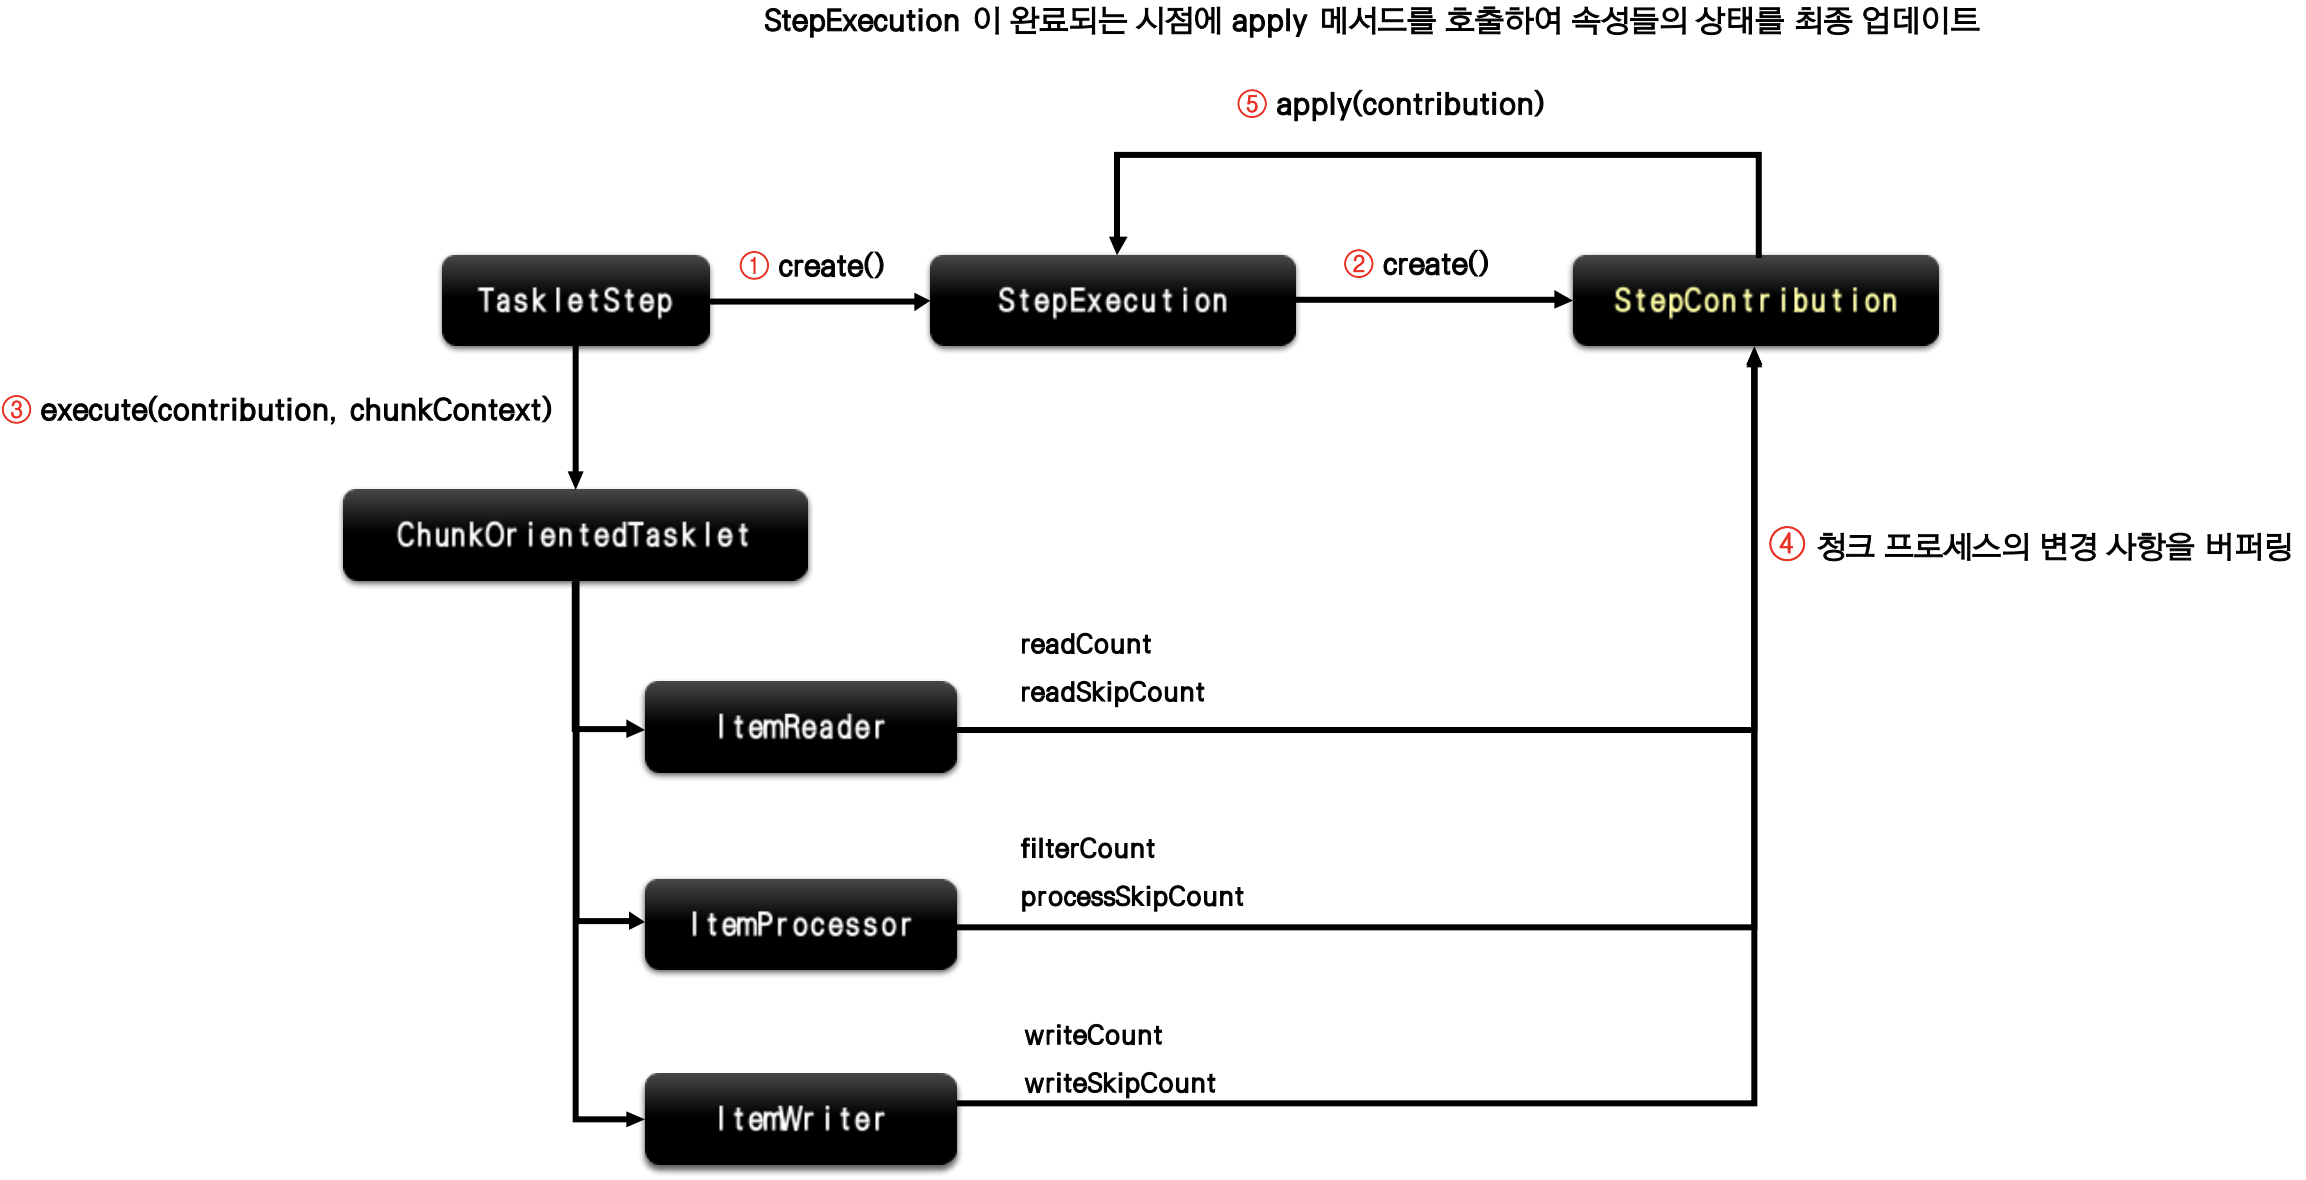 StepExecution 이 완료되는 시점에 apply 메서드를 호출하여 속성들의 상태를 최종 업데이트
⑤ apply(contribution)
① create()
② create()
TaskletStep
StepExecution
StepContribution
③ execute(contribution, chunkContext)
ChunkOrientedTasklet
④ 청크 프로세스의 변경 사항을 버퍼링
readCount
readSkipCount
ItemReader
filterCount
processSkipCount
ItemProcessor
writeCount
writeSkipCount
ItemWriter